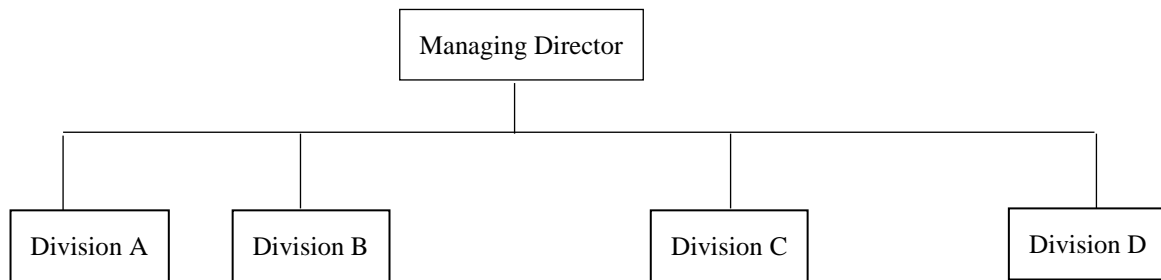 Managing Director
Division A
Division B
Division C
Division D